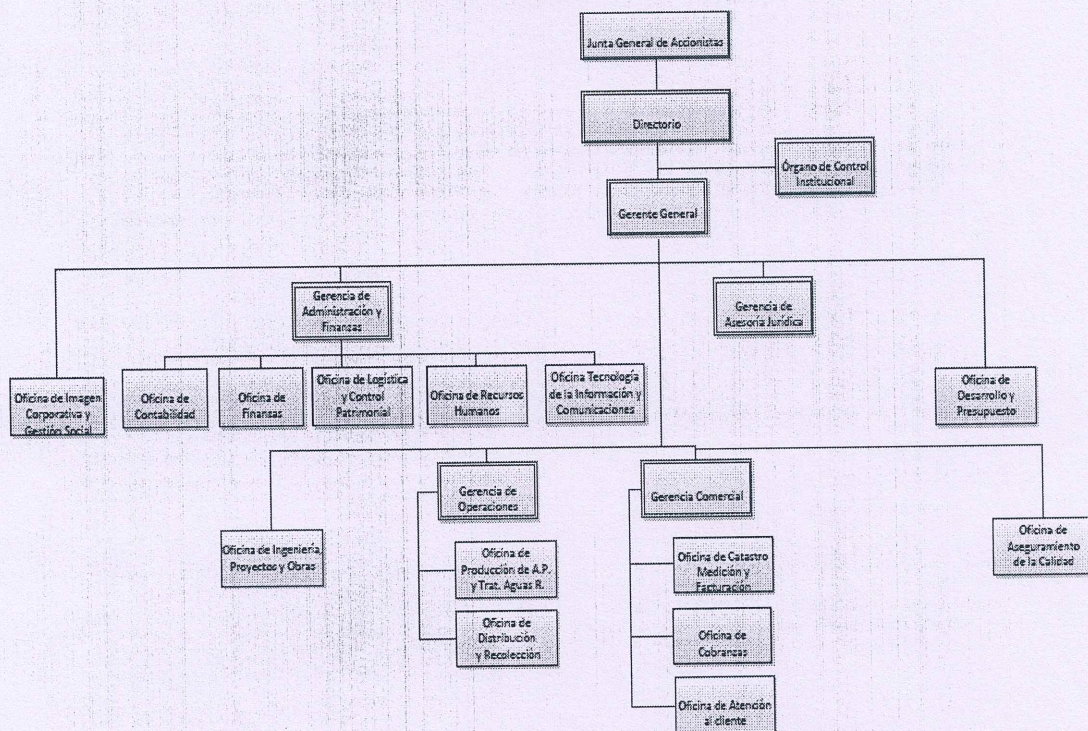 Junta General de Accionistas
Directorio
Órgano de Control
Institucional
Gerente General
Gerencia de
Administración y
Finanzas
Gerencia de
Asesoría Jurídica
Oficina de Imagen
Corporativa y
Gestión Social
Oficina de
Contabilidad
Oficina de
Finanzas
Oficina de Logística
y Control
Patrimonial
Oficina de Recursos
Humanos
Oficina Tecnología
de la Información y
Comunicaciones
Oficina de
Desarrollo y
Presupuesto
Oficina de Ingeniería,
Proyectos y Obras
Gerencia de
Operaciones
Oficina de
Producción de A.P.
y Trat. Aguas R.
Oficina de
Distribución
y Recolección
Gerencia Comercial
Oficina de Catastro
Medición y
Facturación
Oficina de
Cobranzas
Oficina de Atención
al cliente
Oficina de
Aseguramiento
de la Calidad